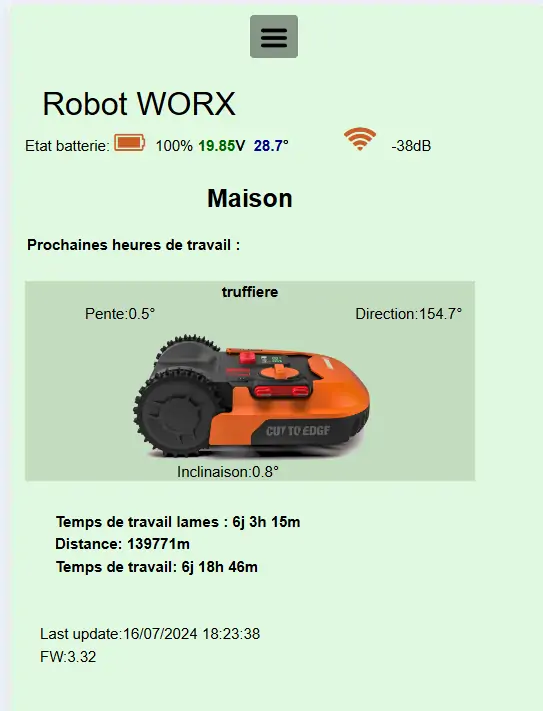 Robot WORX
Etat batterie: 100% 19.85V 28.7° -38dB
Maison
Prochaines heures de travail :
truffiere
Pente:0.5° Direction:154.7°
CUT TO EDGE
Inclinaison:0.8°
Temps de travail lames : 6j 3h 15m
Distance: 139771m
Temps de travail: 6j 18h 46m
Last update:16/07/2024 18:23:38
FW:3.32